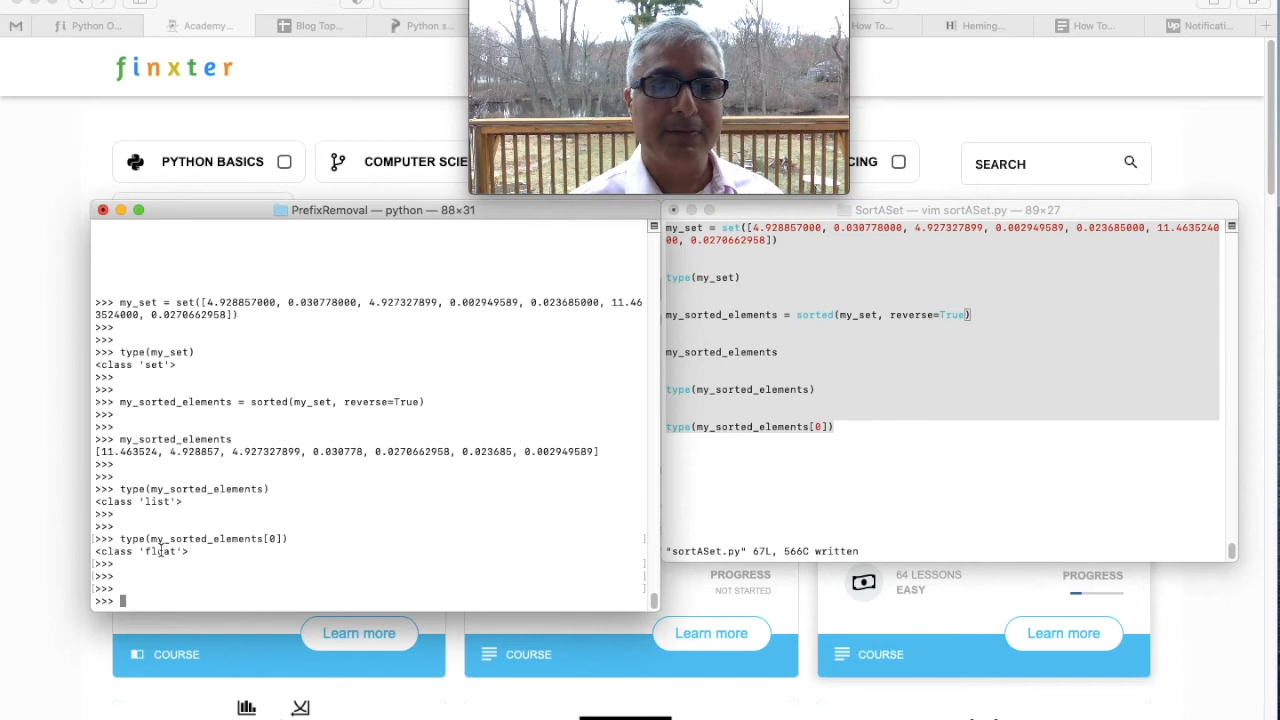 Python O...
Academy...
Blog Top...
Python s...
How To...
Heming...
How To...
Notificati...
finxter
PYTHON BASICS
COMPUTER SCIE
CING
SEARCH
PrefixRemoval — python — 88×31
>>> my_set = set([4.928857000, 0.030778000, 4.927327899, 0.002949589, 0.023685000, 11.46
3524000, 0.0270662958])
>>>
>>>
>>> type(my_set)
<class 'set'>
>>>
>>>
>>> my_sorted_elements = sorted(my_set, reverse=True)
>>>
>>>
>>> my_sorted_elements
[11.463524, 4.928857, 4.927327899, 0.030778, 0.0270662958, 0.023685, 0.002949589]
>>>
>>>
>>> type(my_sorted_elements)
<class 'list'>
>>>
>>>
>>> type(my_sorted_elements[0])
<class 'float'>
>>>
>>>
>>>
>>>
SortASet — vim sortASet.py — 89×27
my_set = set([4.928857000, 0.030778000, 4.927327899, 0.002949589, 0.023685000, 11.4635240
00, 0.0270662958])
type(my_set)
my_sorted_elements = sorted(my_set, reverse=True)
my_sorted_elements
type(my_sorted_elements)
type(my_sorted_elements[0])
"sortASet.py" 67L, 566C written
PROGRESS
NOT STARTED
64 LESSONS
EASY
PROGRESS
Learn more
Learn more
Learn more
COURSE
COURSE
COURSE